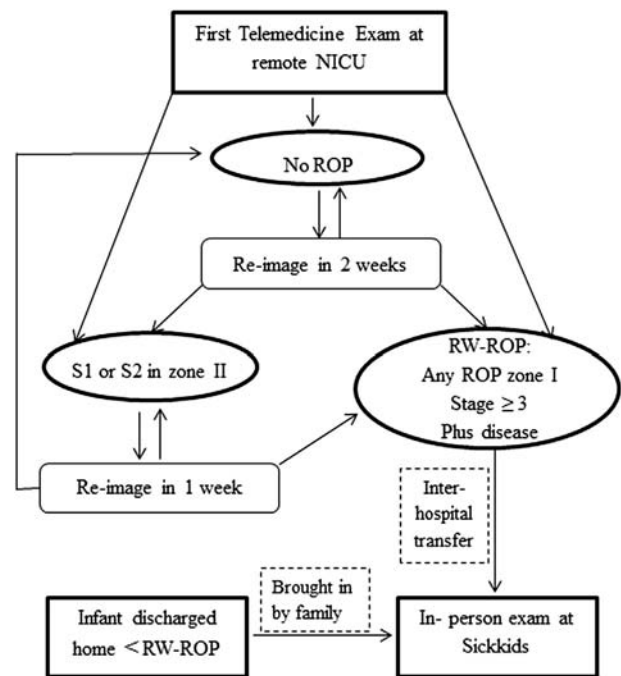 First Telemedicine Exam at
remote NICU
No ROP
Re-image in 2 weeks
S1 or S2 in zone II
RW-ROP:
Any ROP zone I
Stage ≥ 3
Plus disease
Re-image in 1 week
Inter-
hospital
transfer
Brought in
by family
Infant discharged
home <RW-ROP
In- person exam at
Sickkids